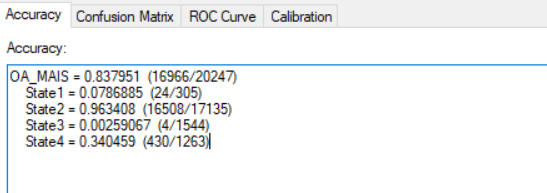 Accuracy Confusion Matrix ROC Curve Calibration
Accuracy:
OA_MAIS = 0.837951 (16966/20247)
State1 = 0.0786885 (24/305)
State2 = 0.963408 (16508/17135)
State3 = 0.00259067 (4/1544)
State4 = 0.340459 (430/1263)